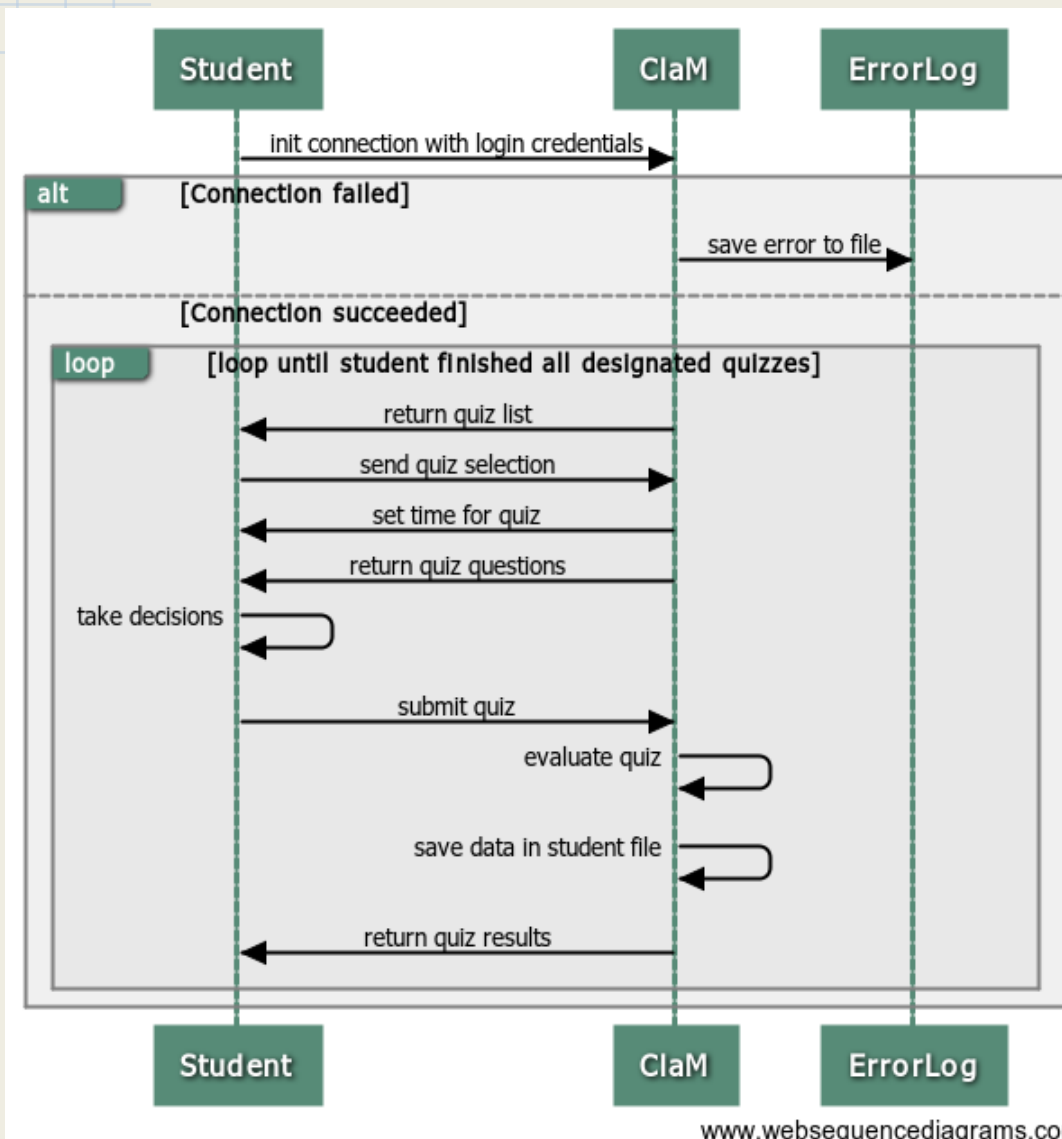 Student
ClaM
ErrorLog
init connection with login credentials
alt
[Connection failed]
save error to file
[Connection succeeded]
loop
[loop until student finished all designated quizzes]
return quiz list
send quiz selection
set time for quiz
return quiz questions
take decisions
submit quiz
evaluate quiz
save data in student file
return quiz results
Student
ClaM
ErrorLog
www.websequencediagrams.co